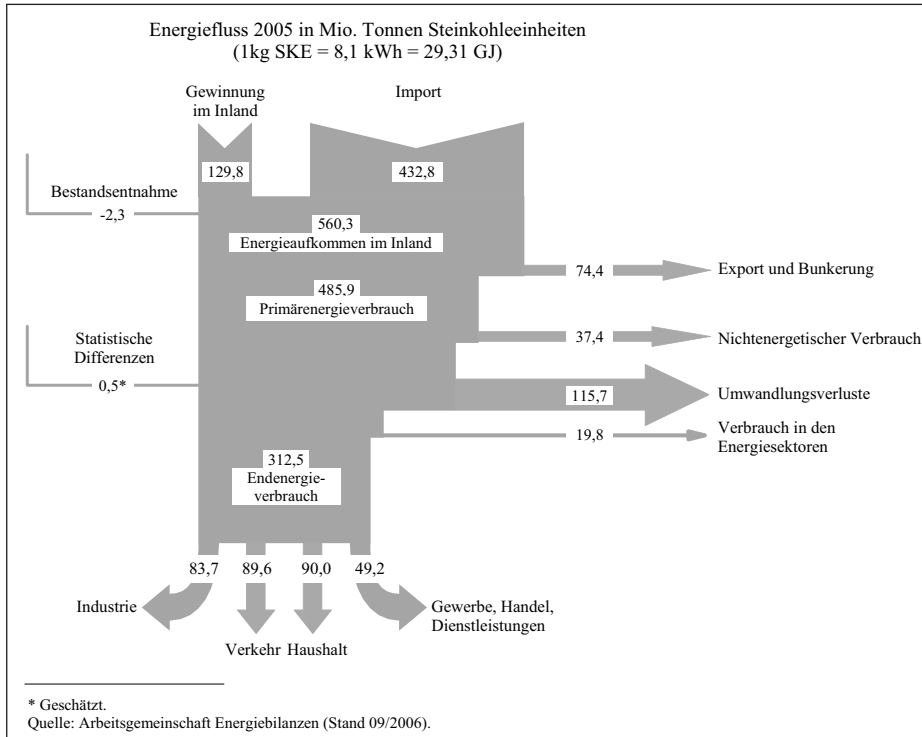 Energiefluss 2005 in Mio. Tonnen Steinkohleeinheiten
(1kg SKE = 8,1 kWh = 29,31 GJ)
Gewinnung
im Inland
Import
129,8
432,8
Bestandsentnahme
-2,3
560,3
Energieaufkommen im Inland
74,4
Export und Bunkerung
485,9
Primärenergieverbrauch
Statistische
Differenzen
0,5*
37,4
Nichtenergetischer Verbrauch
115,7
Umwandlungsverluste
19,8
Verbrauch in den
Energiesektoren
312,5
Endenergie-
verbrauch
83,7
89,6
90,0
49,2
Industrie
Verkehr
Haushalt
Gewerbe, Handel,
Dienstleistungen
* Geschätzt.
Quelle: Arbeitsgemeinschaft Energiebilanzen (Stand 09/2006).